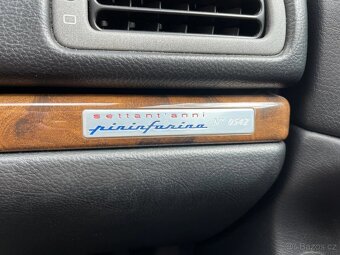 settant'anni
pininfarina N° 0542
Bazos.cz